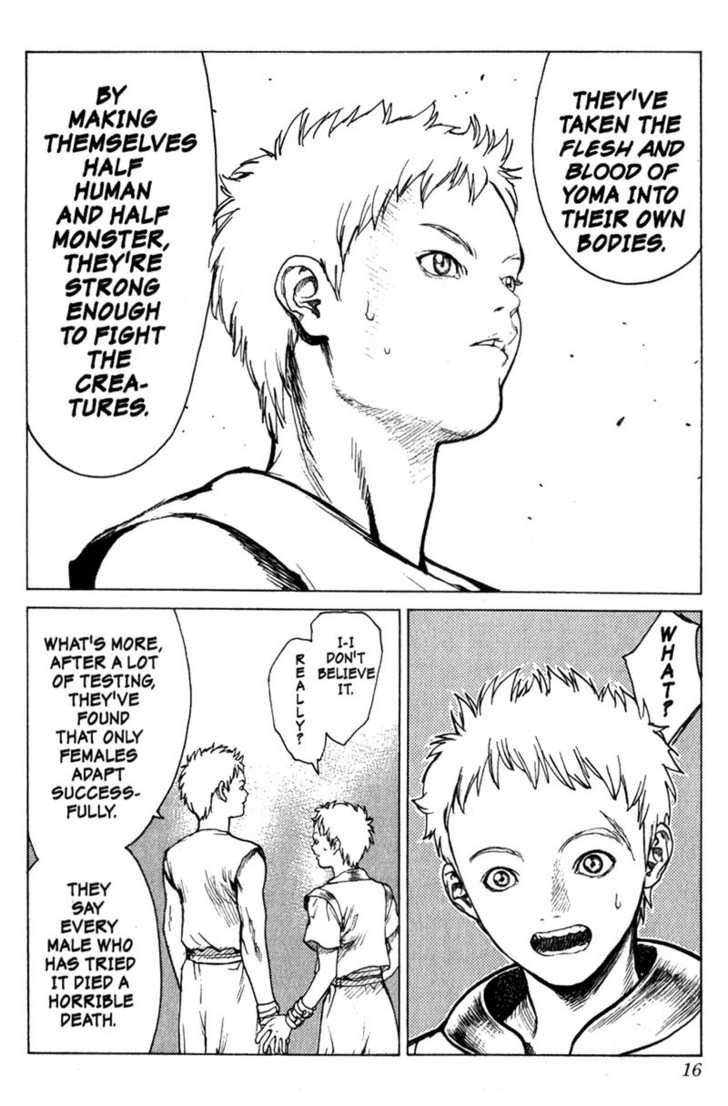 THEY'VE
TAKEN THE
FLESH AND
BLOOD OF
YOMA INTO
THEIR OWN
BODIES.
BY
MAKING
THEMSELVES
HALF
HUMAN
AND HALF
MONSTER,
THEY'RE
STRONG
ENOUGH
TO FIGHT
THE
CREA-
TURES.
WHAT?
I-I
DON'T
BELIEVE
IT.
REALLY?
WHAT'S MORE,
AFTER A LOT
OF TESTING,
THEY'VE
FOUND
THAT ONLY
FEMALES
ADAPT
SUCCESS-
FULLY.
THEY
SAY
EVERY
MALE WHO
HAS TRIED
IT DIED A
HORRIBLE
DEATH.
16